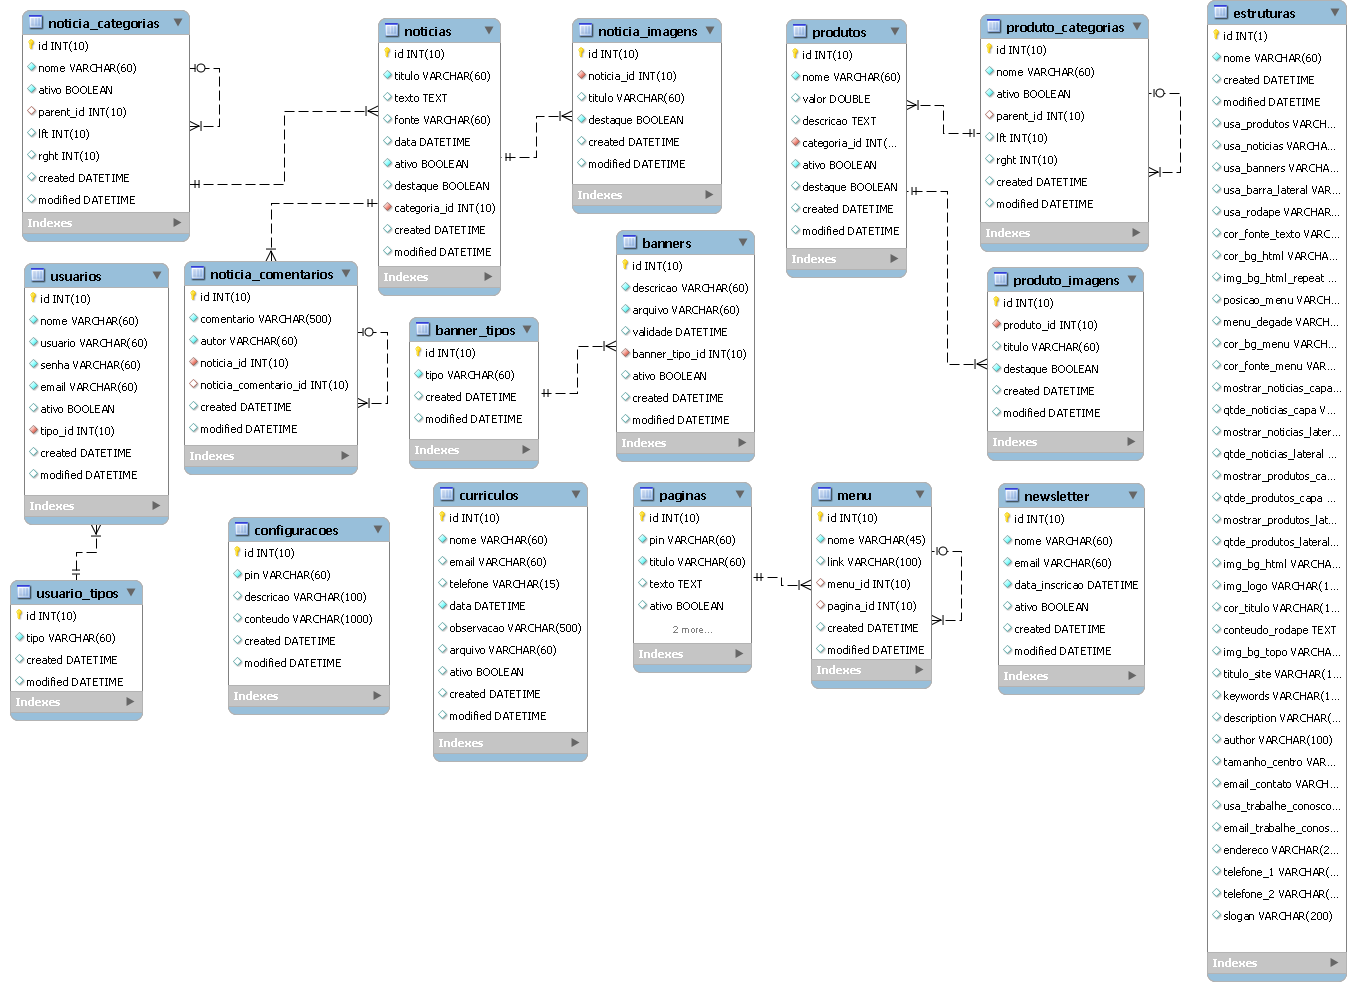 noticia_categorias
id INT(10)
nome VARCHAR(60)
ativo BOOLEAN
parent_id INT(10)
lft INT(10)
rght INT(10)
created DATETIME
modified DATETIME
Indexes
noticias
id INT(10)
titulo VARCHAR(60)
texto TEXT
fonte VARCHAR(60)
data DATETIME
ativo BOOLEAN
destaque BOOLEAN
categoria_id INT(10)
created DATETIME
modified DATETIME
Indexes
noticia_imagens
id INT(10)
noticia_id INT(10)
titulo VARCHAR(60)
destaque BOOLEAN
created DATETIME
modified DATETIME
Indexes
produtos
id INT(10)
nome VARCHAR(60)
valor DOUBLE
descricao TEXT
categoria_id INT(...
ativo BOOLEAN
destaque BOOLEAN
created DATETIME
modified DATETIME
Indexes
produto_categorias
id INT(10)
nome VARCHAR(60)
ativo BOOLEAN
parent_id INT(10)
lft INT(10)
rght INT(10)
created DATETIME
modified DATETIME
Indexes
estruturas
id INT(1)
nome VARCHAR(60)
created DATETIME
modified DATETIME
usa_produtos VARCH...
usa_noticias VARCHA...
usa_banners VARCHA...
usa_barra_lateral VAR...
usa_rodape VARCHAR...
cor_fonte_texto VARC...
cor_bg_html VARCHA...
img_bg_html_repeat ...
posicao_menu VARCH...
menu_degade VARCH...
cor_bg_menu VARCH...
cor_fonte_menu VAR...
mostrar_noticias_capa...
qtde_noticias_capa V...
mostrar_noticias_later...
qtde_noticias_lateral ...
mostrar_produtos_ca...
qtde_produtos_capa ...
mostrar_produtos_lat...
qtde_produtos_lateral...
img_bg_html VARCHA...
img_logo VARCHAR(1...
cor_titulo VARCHAR(1...
conteudo_rodape TEXT
img_bg_topo VARCHA...
titulo_site VARCHAR(1...
keywords VARCHAR(1...
description VARCHAR(...
author VARCHAR(100)
tamanho_centro VAR...
email_contato VARCH...
usa_trabalhe_conosco...
email_trabalhe_conos...
endereco VARCHAR(2...
telefone_1 VARCHAR(...
telefone_2 VARCHAR(...
slogan VARCHAR(200)
Indexes
usuarios
id INT(10)
nome VARCHAR(60)
usuario VARCHAR(60)
senha VARCHAR(60)
email VARCHAR(60)
ativo BOOLEAN
tipo_id INT(10)
created DATETIME
modified DATETIME
Indexes
noticia_comentarios
id INT(10)
comentario VARCHAR(500)
autor VARCHAR(60)
noticia_id INT(10)
noticia_comentario_id INT(10)
created DATETIME
modified DATETIME
Indexes
banner_tipos
id INT(10)
tipo VARCHAR(60)
created DATETIME
modified DATETIME
Indexes
banners
id INT(10)
descricao VARCHAR(60)
arquivo VARCHAR(60)
validade DATETIME
banner_tipo_id INT(10)
ativo BOOLEAN
created DATETIME
modified DATETIME
Indexes
produto_imagens
id INT(10)
produto_id INT(10)
titulo VARCHAR(60)
destaque BOOLEAN
created DATETIME
modified DATETIME
Indexes
usuario_tipos
id INT(10)
tipo VARCHAR(60)
created DATETIME
modified DATETIME
Indexes
configuracoes
id INT(10)
pin VARCHAR(60)
descricao VARCHAR(100)
conteudo VARCHAR(1000)
created DATETIME
modified DATETIME
Indexes
curriculos
id INT(10)
nome VARCHAR(60)
email VARCHAR(60)
telefone VARCHAR(15)
data DATETIME
observacao VARCHAR(500)
arquivo VARCHAR(60)
ativo BOOLEAN
created DATETIME
modified DATETIME
Indexes
paginas
id INT(10)
pin VARCHAR(60)
titulo VARCHAR(60)
texto TEXT
ativo BOOLEAN
2 more...
Indexes
menu
id INT(10)
nome VARCHAR(45)
link VARCHAR(100)
menu_id INT(10)
pagina_id INT(10)
created DATETIME
modified DATETIME
Indexes
newsletter
id INT(10)
nome VARCHAR(60)
email VARCHAR(60)
data_inscricao DATETIME
ativo BOOLEAN
created DATETIME
modified DATETIME
Indexes